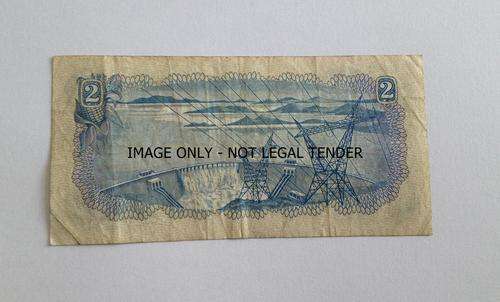 2 2
IMAGE ONLY - NOT LEGAL TENDER